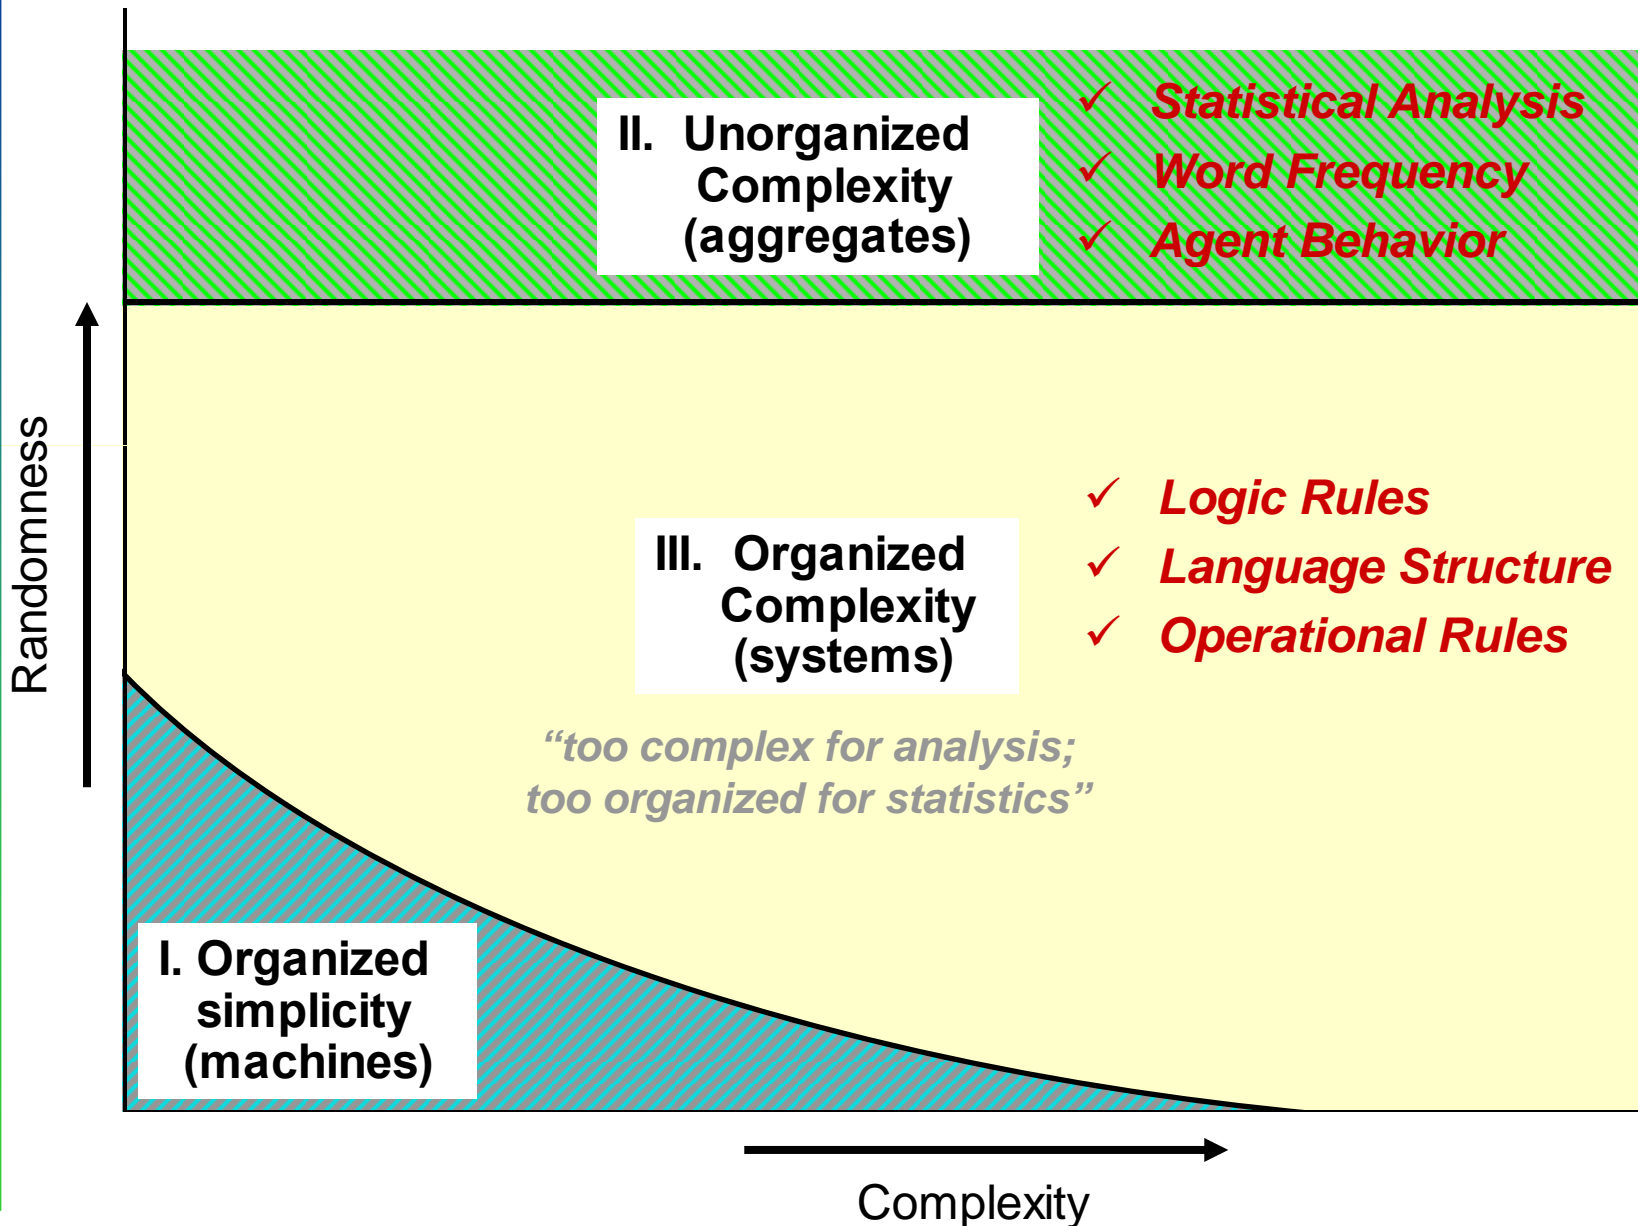 II. Unorganized
Complexity
(aggregates)
✓ Statistical Analysis
✓ Word Frequency
✓ Agent Behavior
Randomness
III. Organized
Complexity
(systems)
✓ Logic Rules
✓ Language Structure
✓ Operational Rules
“too complex for analysis;
too organized for statistics”
I. Organized
simplicity
(machines)
Complexity